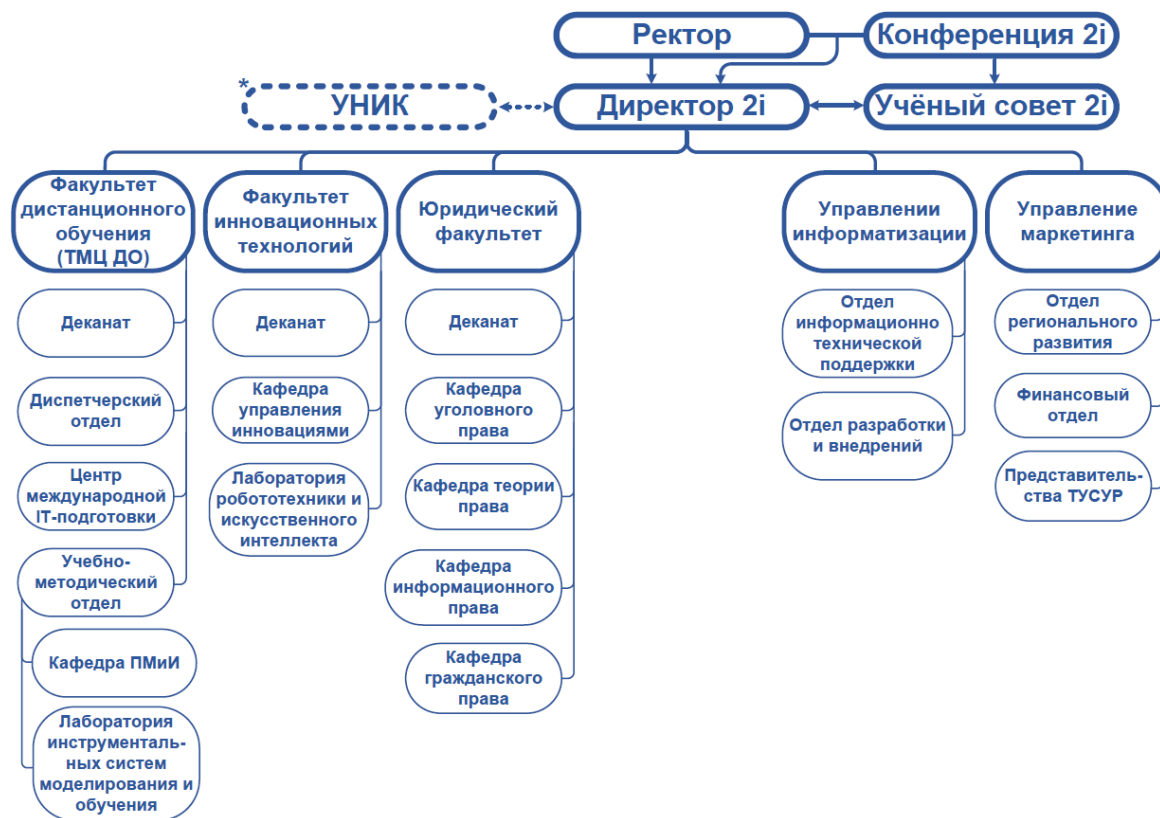 Ректор
Конференция 2i
*
УНИК
Директор 2i
Учёный совет 2i
Факультет
дистанционного
обучения
(ТМЦ ДО)
Деканат
Диспетчерский
отдел
Центр
международной
IT-подготовки
Учебно-
методический
отдел
Кафедра ПМиИ
Лаборатория
инструменталь-
ных систем
моделирования и
обучения
Факультет
инновационных
технологий
Деканат
Кафедра
управления
инновациями
Лаборатория
робототехники и
искусственного
интеллекта
Юридический
факультет
Деканат
Кафедра
уголовного
права
Кафедра теории
права
Кафедра
информационного
права
Кафедра
гражданского
права
Управлении
информатизации
Отдел
информационно
технической
поддержки
Отдел разработки
и внедрений
Управление
маркетинга
Отдел
регионального
развития
Финансовый
отдел
Представитель-
ства ТУСУР